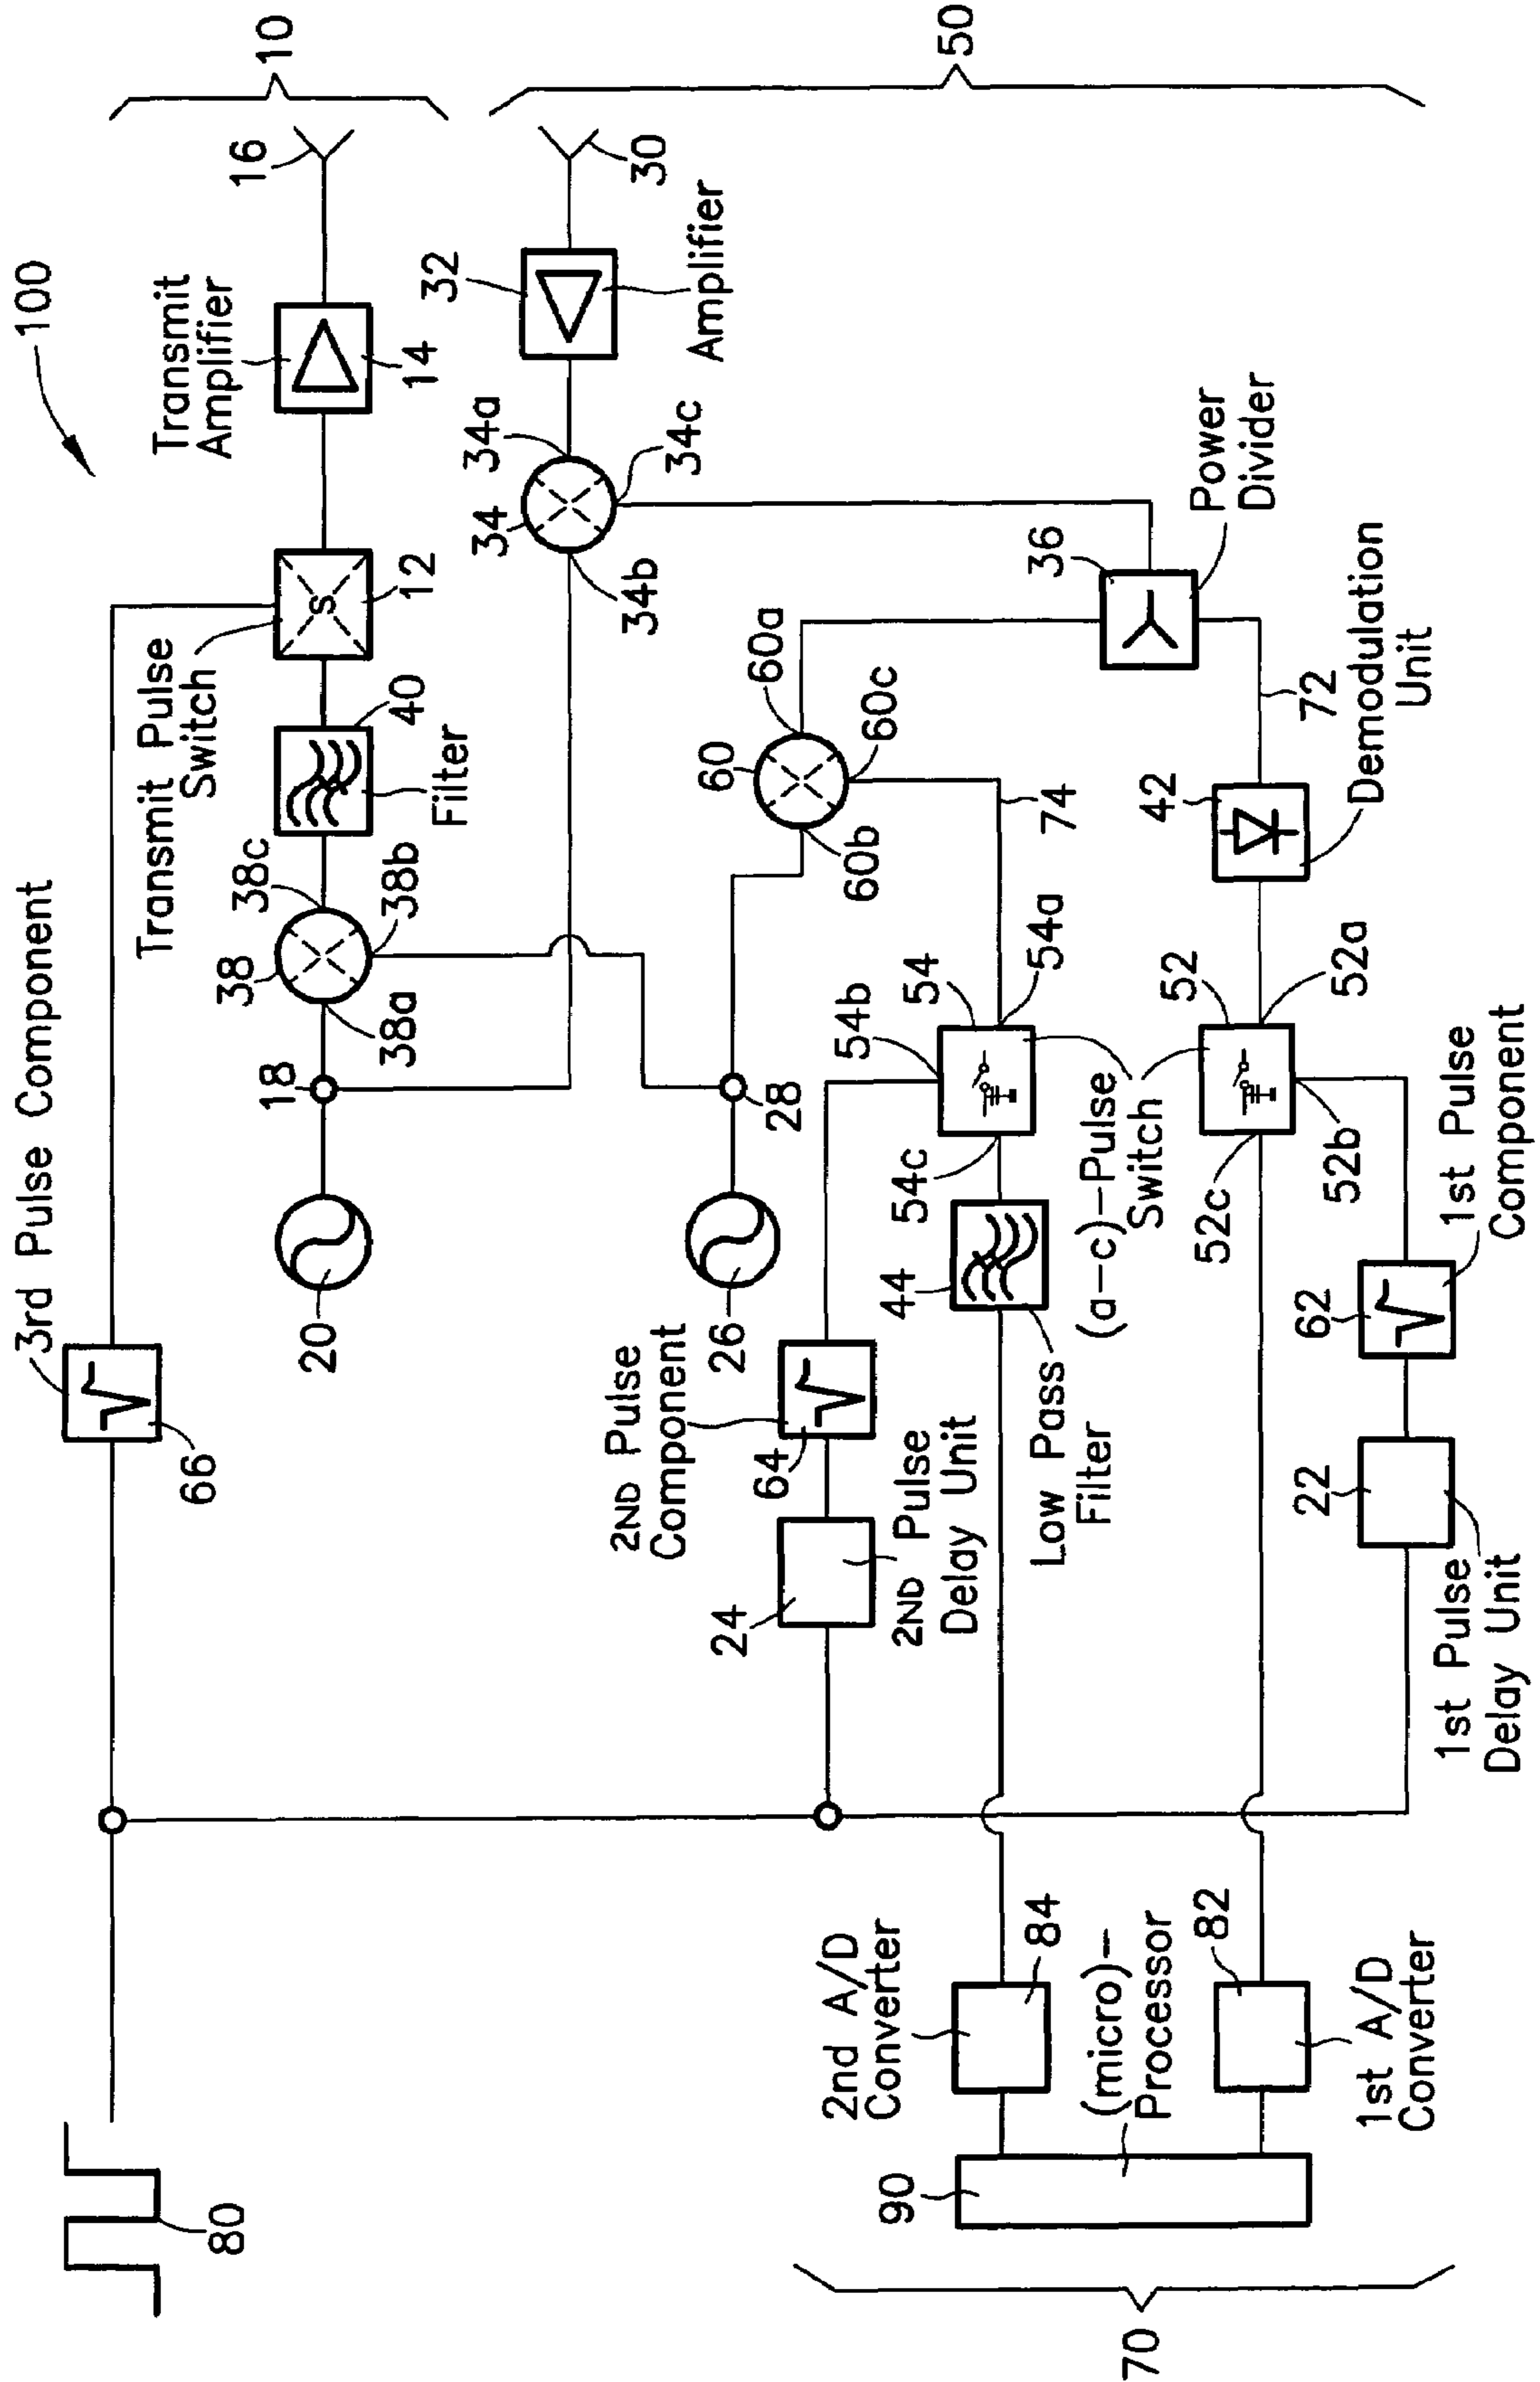 100
3rd Pulse Component
66
Transmit Pulse
Switch
Transmit
Amplifier
16
10
38c
38
38a
38b
40
Filter
S
12
14
18
20
80
34
34a
34b
34c
32
Amplifier
30
50
2ND Pulse
Component
64
24
2ND Pulse
Delay Unit
26
28
60
60a
60b
60c
36
Power
Divider
54b
54
54a
54c
74
44
Low Pass
Filter
(a-c)-Pulse
Switch
52
52a
52b
52c
42
72
Demodulation
Unit
62
1st Pulse
Component
22
1st Pulse
Delay Unit
2nd A/D
Converter
84
(micro)-
Processor
82
1st A/D
Converter
90
70